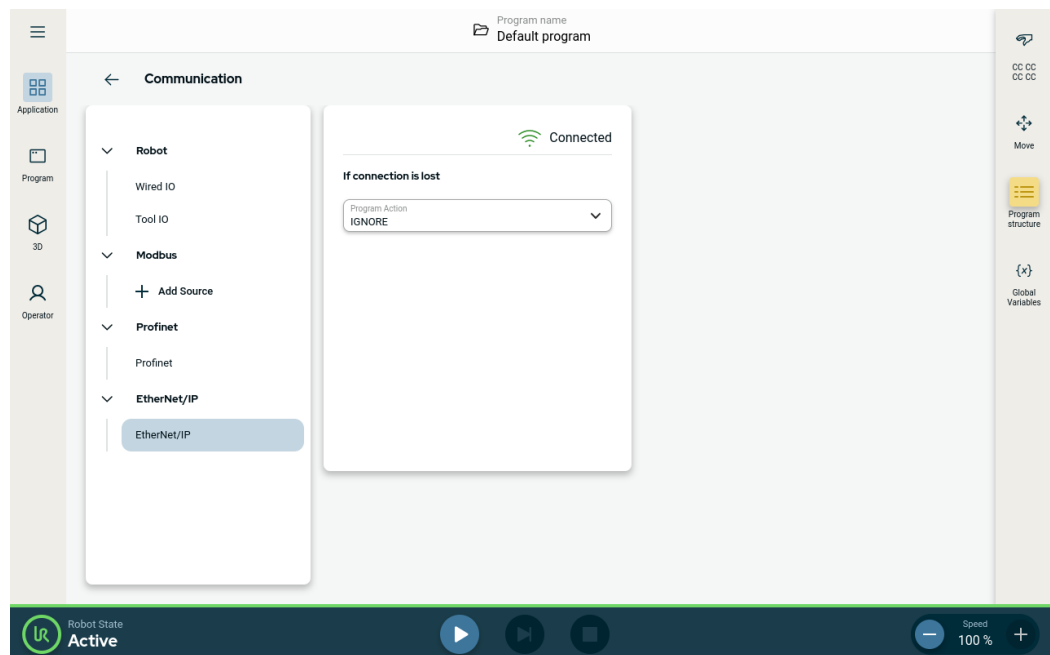 Program name
Default program
Communication
Application
Program
3D
Operator
Robot
Wired IO
Tool IO
Modbus
Add Source
Profinet
Profinet
EtherNet/IP
EtherNet/IP
Connected
If connection is lost
Program Action
IGNORE
CC CC
CC CC
Move
Program
structure
{x}
Global
Variables
UR
Robot State
Active
Speed
100 %